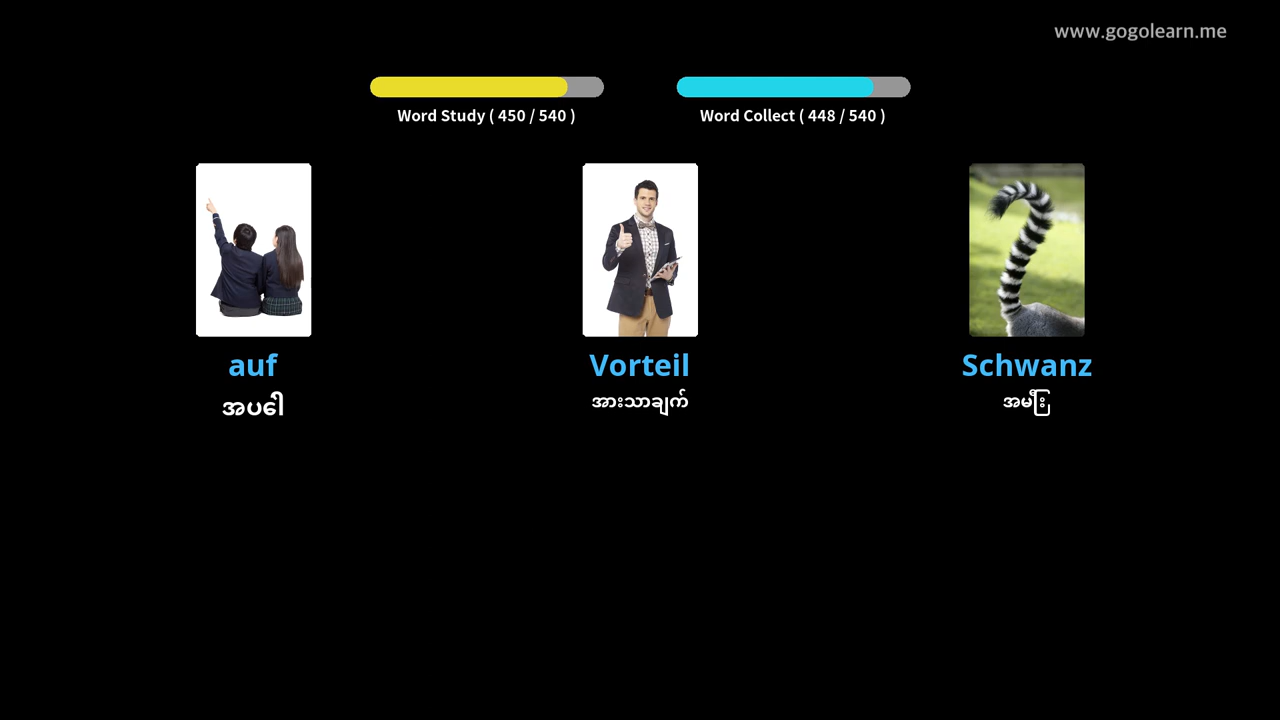 www.gogolearn.me
Word Study ( 450 / 540 )
Word Collect ( 448 / 540 )
auf
Vorteil
Schwanz
အပေါ်
အားသာချက်
အမြီး